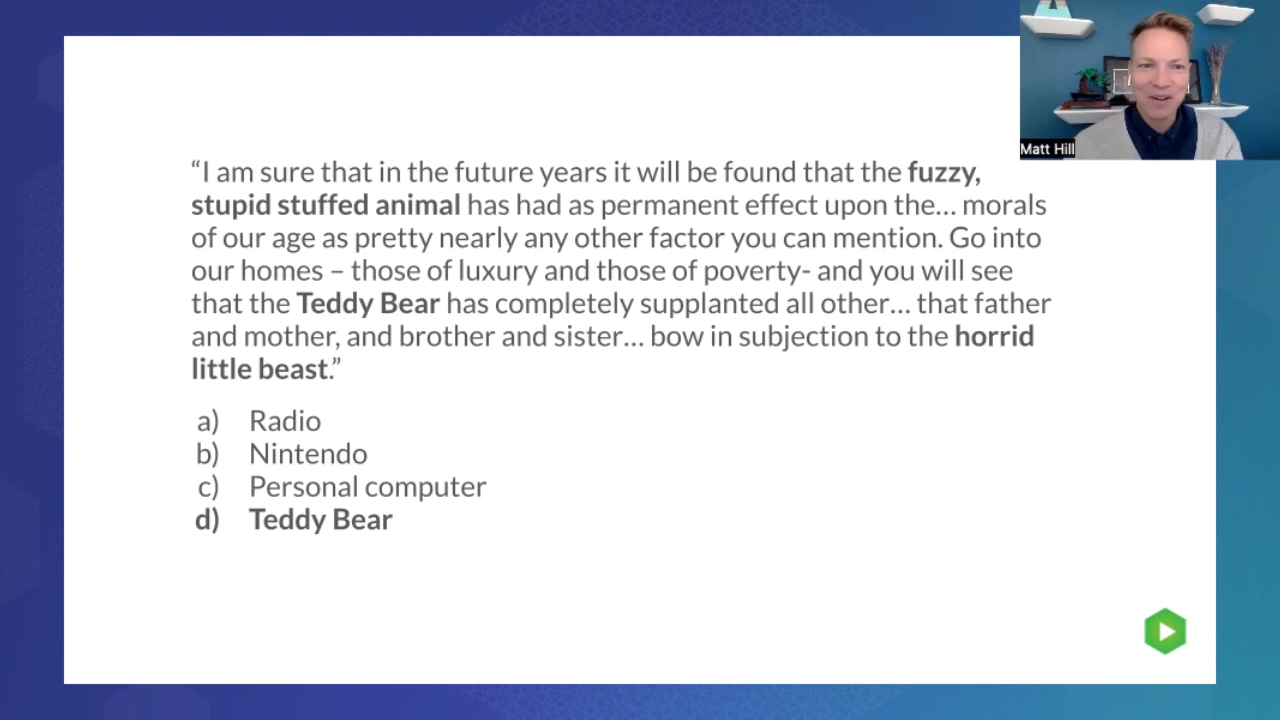 Matt Hill
“I am sure that in the future years it will be found that the fuzzy,
stupid stuffed animal has had as permanent effect upon the... morals
of our age as pretty nearly any other factor you can mention. Go into
our homes – those of luxury and those of poverty- and you will see
that the Teddy Bear has completely supplanted all other... that father
and mother, and brother and sister... bow in subjection to the horrid
little beast.”
a) Radio
b) Nintendo
c) Personal computer
d) Teddy Bear